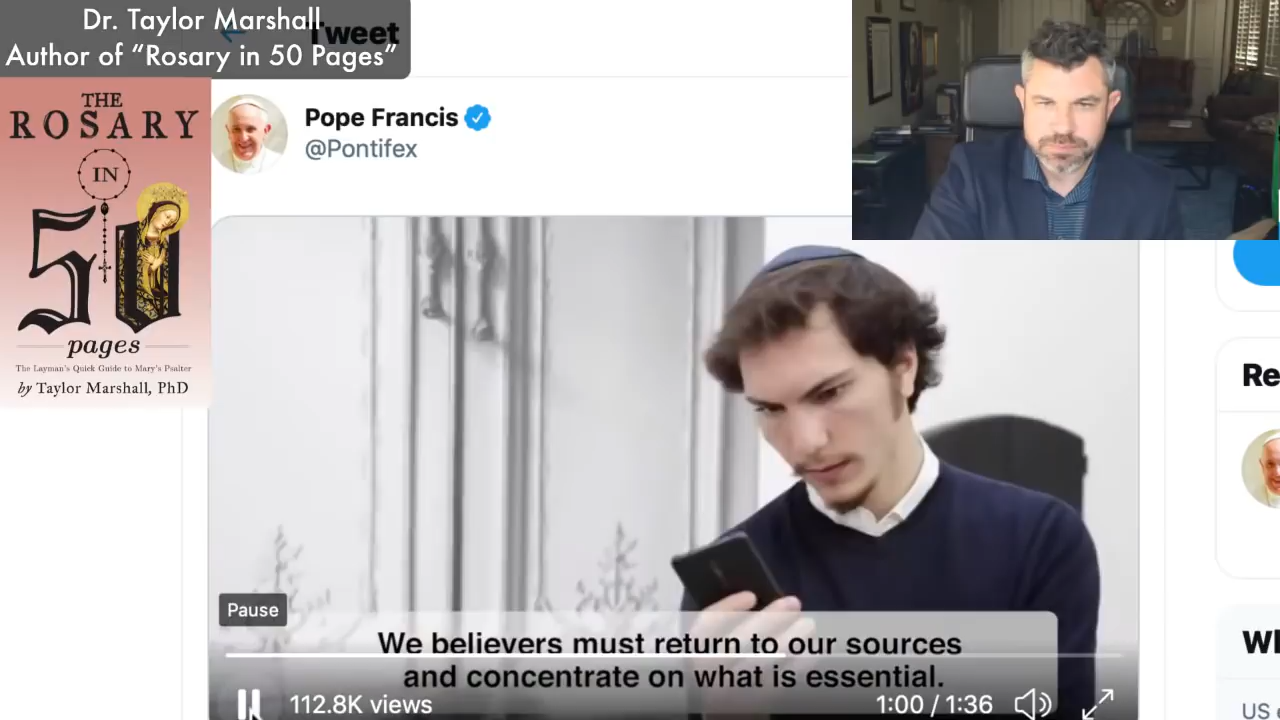 Dr. Taylor Marshall
Author of “Rosary in 50 Pages”
Tweet
THE
ROSARY
IN
50
pages
The Layman's Quick Guide to Mary's Psalter
by Taylor Marshall, PhD
Pope Francis
@Pontifex
Pause
We believers must return to our sources
and concentrate on what is essential.
112.8K views
1:00 / 1:36
Re
US